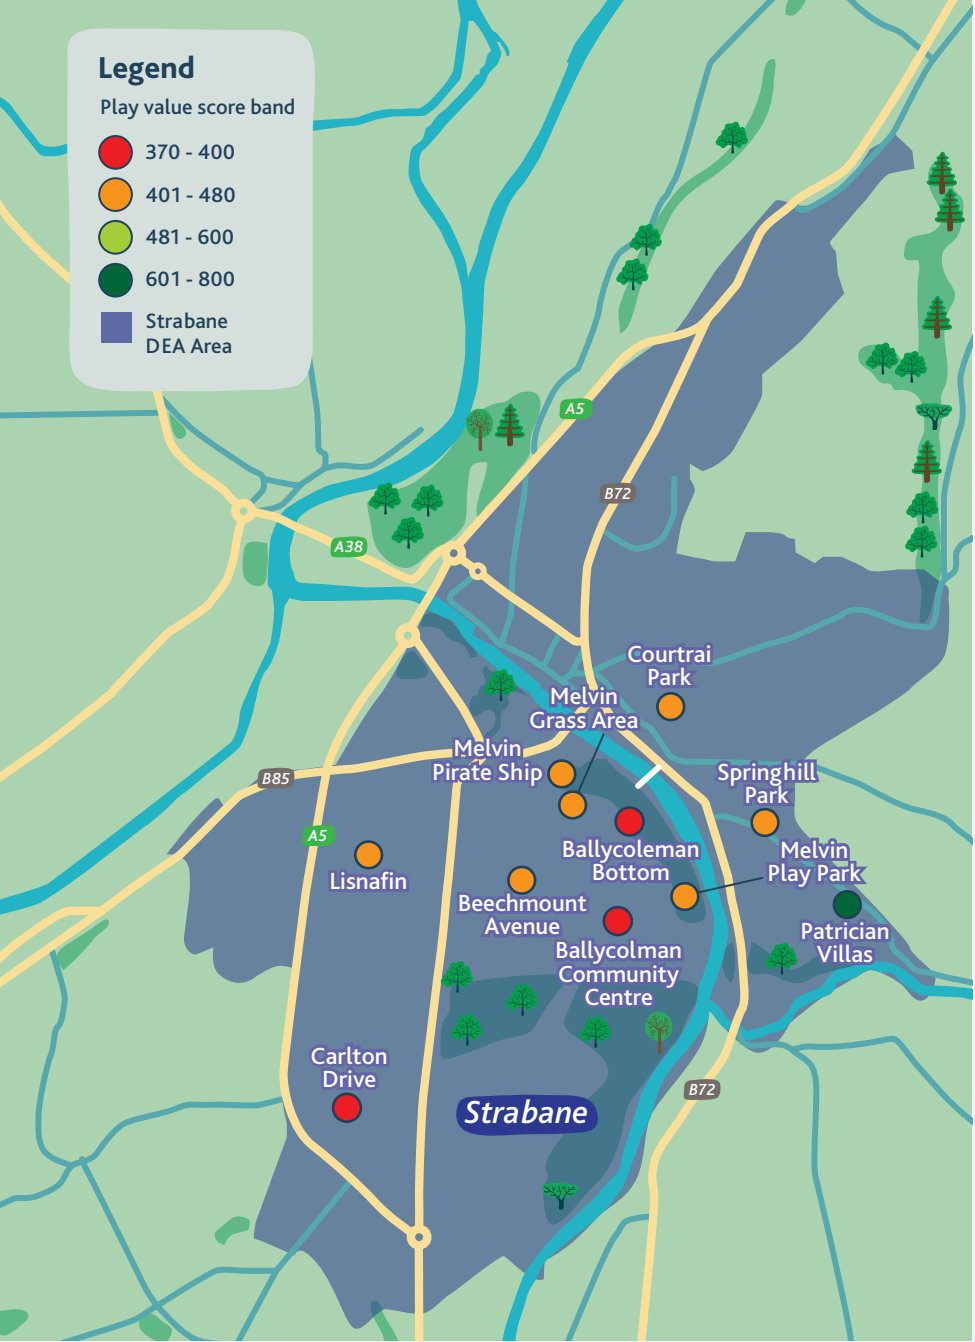 Legend
Play value score band
370 - 400
401 - 480
481 - 600
601 - 800
Strabane
DEA Area
A5
B72
A38
Courtrai
Park
Melvin
Grass Area
Melvin
Pirate Ship
B85
Springhill
Park
A5
Lisnafin
Ballycoleman
Bottom
Melvin
Play Park
Beechmount
Avenue
Patrician
Villas
Ballycolman
Community
Centre
Carlton
Drive
B72
Strabane